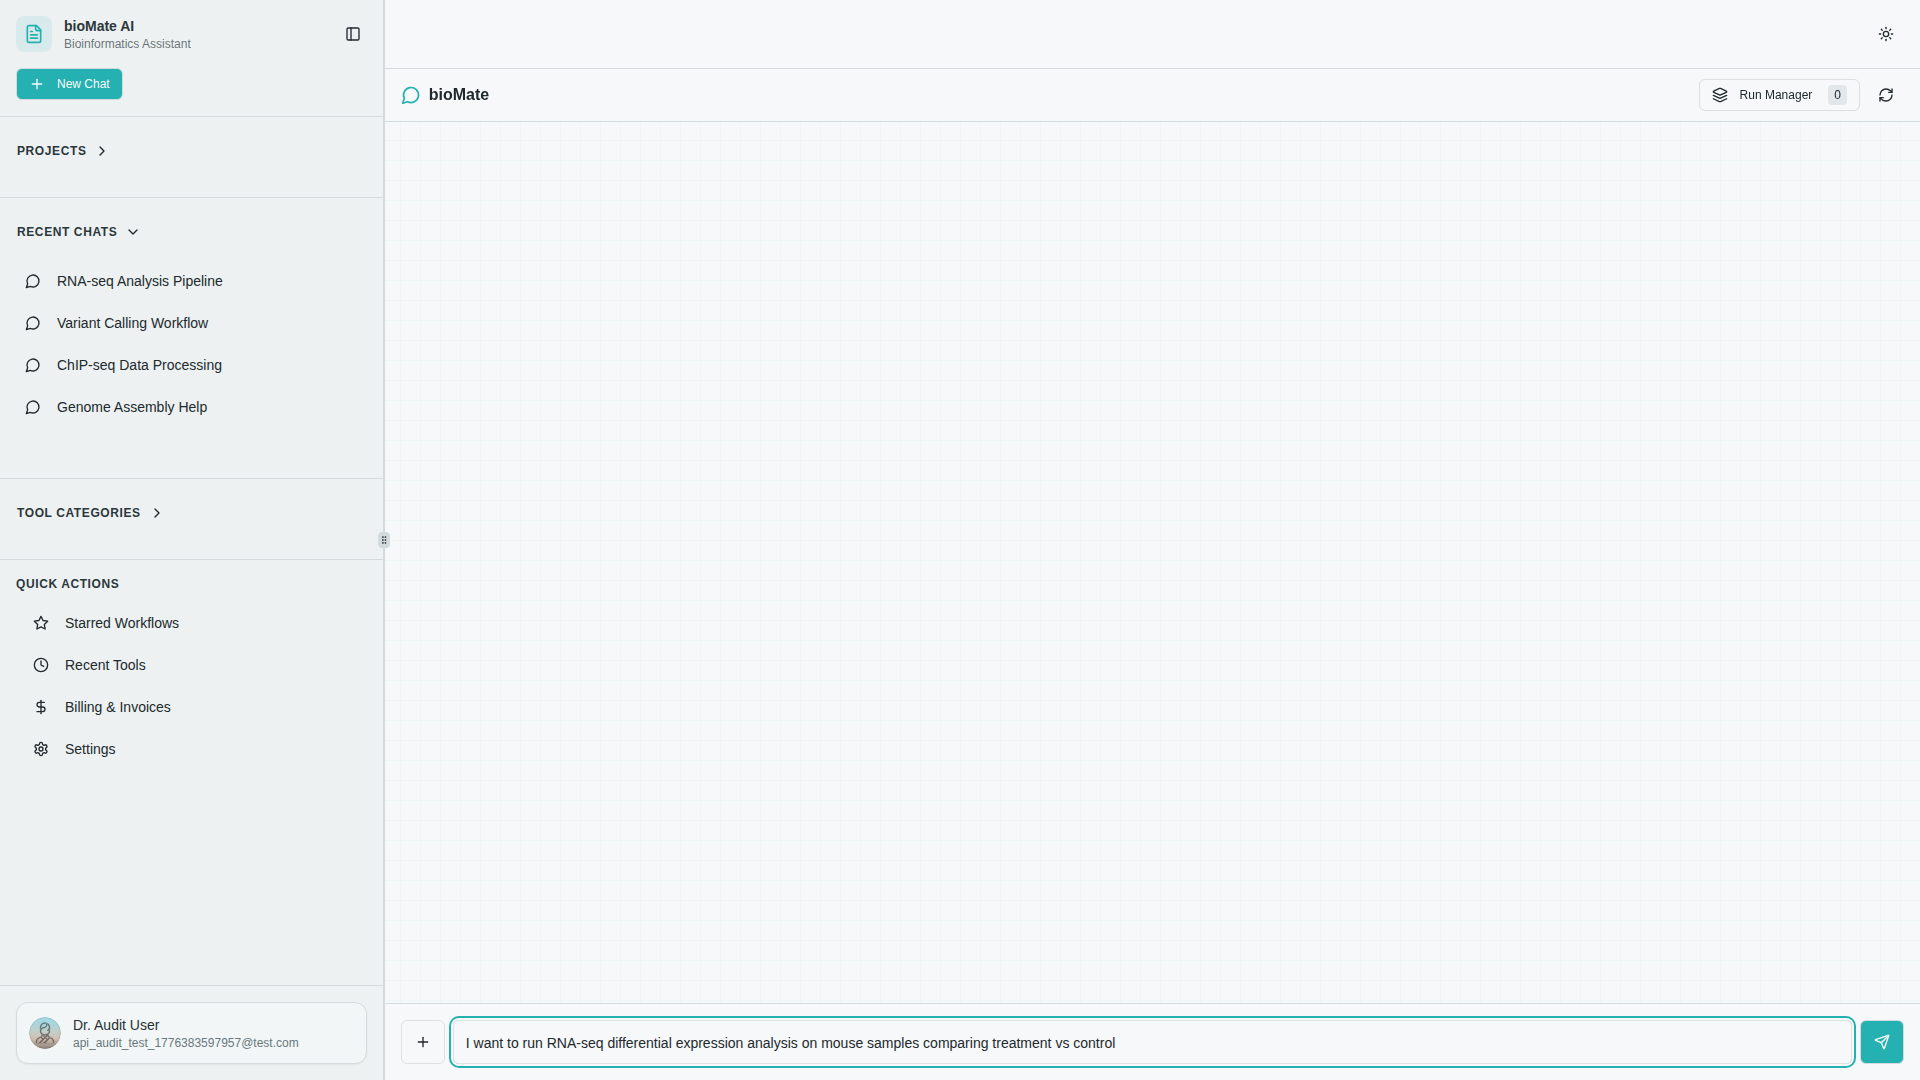 bioMate AI
Bioinformatics Assistant
New Chat
PROJECTS
RECENT CHATS
RNA-seq Analysis Pipeline
Variant Calling Workflow
ChIP-seq Data Processing
Genome Assembly Help
TOOL CATEGORIES
QUICK ACTIONS
Starred Workflows
Recent Tools
Billing & Invoices
Settings
Dr. Audit User
api_audit_test_1776383597957@test.com
bioMate
Run Manager 0
I want to run RNA-seq differential expression analysis on mouse samples comparing treatment vs control